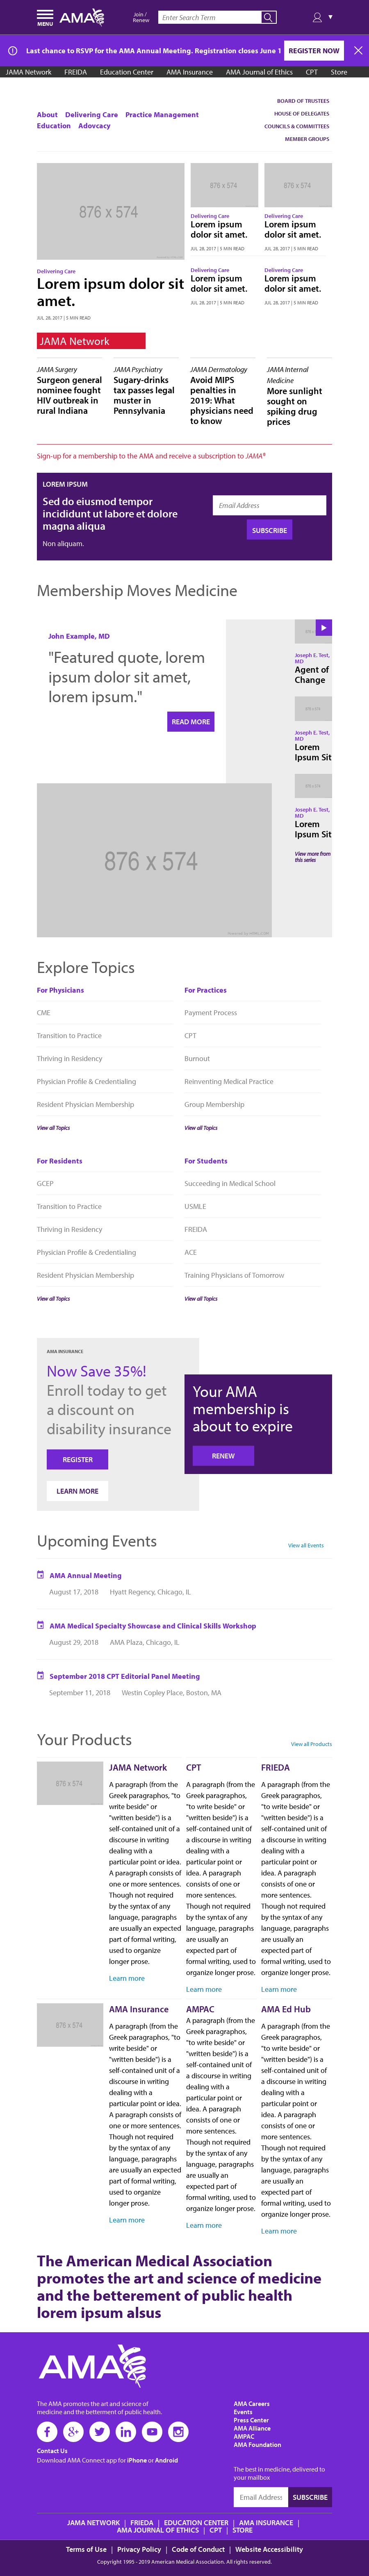 MENU
AMA
Join /
Renew
Enter Search Term
Last chance to RSVP for the AMA Annual Meeting. Registration closes June 1
REGISTER NOW
JAMA Network FREIDA Education Center AMA Insurance AMA Journal of Ethics CPT Store
About Delivering Care Practice Management
Education Adovcacy
BOARD OF TRUSTEES
HOUSE OF DELEGATES
COUNCILS & COMMITTEES
MEMBER GROUPS
876 x 574
Delivering Care
Lorem ipsum dolor sit
amet.
JUL 28, 2017 | 5 MIN READ
876 x 574
Delivering Care
Lorem ipsum
dolor sit amet.
JUL 28, 2017 | 5 MIN READ
876 x 574
Delivering Care
Lorem ipsum
dolor sit amet.
JUL 28, 2017 | 5 MIN READ
Delivering Care
Lorem ipsum
dolor sit amet.
JUL 28, 2017 | 5 MIN READ
Delivering Care
Lorem ipsum
dolor sit amet.
JUL 28, 2017 | 5 MIN READ
JAMA Network
JAMA Surgery
Surgeon general
nominee fought
HIV outbreak in
rural Indiana
JAMA Psychiatry
Sugary-drinks
tax passes legal
muster in
Pennsylvania
JAMA Dermatology
Avoid MIPS
penalties in
2019: What
physicians need
to know
JAMA Internal
Medicine
More sunlight
sought on
spiking drug
prices
Sign-up for a membership to the AMA and receive a subscription to JAMA®
LOREM IPSUM
Sed do eiusmod tempor
incididunt ut labore et dolore
magna aliqua
Non aliquam.
Email Address
SUBSCRIBE
Membership Moves Medicine
John Example, MD
"Featured quote, lorem
ipsum dolor sit amet,
lorem ipsum."
READ MORE
876 x 574
Joseph E. Test,
MD
Agent of
Change
Joseph E. Test,
MD
Lorem
Ipsum Sit
Joseph E. Test,
MD
Lorem
Ipsum Sit
View more from
this series
Explore Topics
For Physicians
CME
Transition to Practice
Thriving in Residency
Physician Profile & Credentialing
Resident Physician Membership
View all Topics
For Practices
Payment Process
CPT
Burnout
Reinventing Medical Practice
Group Membership
View all Topics
For Residents
GCEP
Transition to Practice
Thriving in Residency
Physician Profile & Credentialing
Resident Physician Membership
View all Topics
For Students
Succeeding in Medical School
USMLE
FREIDA
ACE
Training Physicians of Tomorrow
View all Topics
AMA INSURANCE
Now Save 35%!
Enroll today to get
a discount on
disability insurance
REGISTER
LEARN MORE
Your AMA
membership is
about to expire
RENEW
Upcoming Events
View all Events
AMA Annual Meeting
August 17, 2018 Hyatt Regency, Chicago, IL
AMA Medical Specialty Showcase and Clinical Skills Workshop
August 29, 2018 AMA Plaza, Chicago, IL
September 2018 CPT Editorial Panel Meeting
September 11, 2018 Westin Copley Place, Boston, MA
Your Products
View all Products
876 x 574
JAMA Network
A paragraph (from the
Greek paragraphos, "to
write beside" or
"written beside") is a
self-contained unit of a
discourse in writing
dealing with a
particular point or idea.
A paragraph consists of
one or more sentences.
Though not required
by the syntax of any
language, paragraphs
are usually an expected
part of formal writing,
used to organize
longer prose.
Learn more
CPT
A paragraph (from the
Greek paragraphos,
"to write beside" or
"written beside") is a
self-contained unit of
a discourse in writing
dealing with a
particular point or
idea. A paragraph
consists of one or
more sentences.
Though not required
by the syntax of any
language, paragraphs
are usually an
expected part of
formal writing, used to
organize longer prose.
Learn more
FRIEDA
A paragraph (from the
Greek paragraphos,
"to write beside" or
"written beside") is a
self-contained unit of
a discourse in writing
dealing with a
particular point or
idea. A paragraph
consists of one or
more sentences.
Though not required
by the syntax of any
language, paragraphs
are usually an
expected part of
formal writing, used to
organize longer prose.
Learn more
876 x 574
AMA Insurance
A paragraph (from the
Greek paragraphos, "to
write beside" or
"written beside") is a
self-contained unit of a
discourse in writing
dealing with a
particular point or idea.
A paragraph consists of
one or more sentences.
Though not required
by the syntax of any
language, paragraphs
are usually an expected
part of formal writing,
used to organize
longer prose.
Learn more
AMPAC
A paragraph (from the
Greek paragraphos,
"to write beside" or
"written beside") is a
self-contained unit of
a discourse in writing
dealing with a
particular point or
idea. A paragraph
consists of one or
more sentences.
Though not required
by the syntax of any
language, paragraphs
are usually an
expected part of
formal writing, used to
organize longer prose.
Learn more
AMA Ed Hub
A paragraph (from the
Greek paragraphos,
"to write beside" or
"written beside") is a
self-contained unit of
a discourse in writing
dealing with a
particular point or
idea. A paragraph
consists of one or
more sentences.
Though not required
by the syntax of any
language, paragraphs
are usually an
expected part of
formal writing, used to
organize longer prose.
Learn more
The American Medical Association
promotes the art and science of medicine
and the betterement of public health
lorem ipsum alsus
AMA
The AMA promotes the art and science of
medicine and the betterment of public health.
Contact Us
Download AMA Connect app for iPhone or Android
AMA Careers
Events
Press Center
AMA Alliance
AMPAC
AMA Foundation
The best in medicine, delivered to
your mailbox
Email Address
SUBSCRIBE
JAMA NETWORK | FRIEDA | EDUCATION CENTER | AMA INSURANCE |
AMA JOURNAL OF ETHICS | CPT | STORE
Terms of Use | Privacy Policy | Code of Conduct | Website Accessibility
Copyright 1995 - 2019 American Medical Association. All rights reserved.